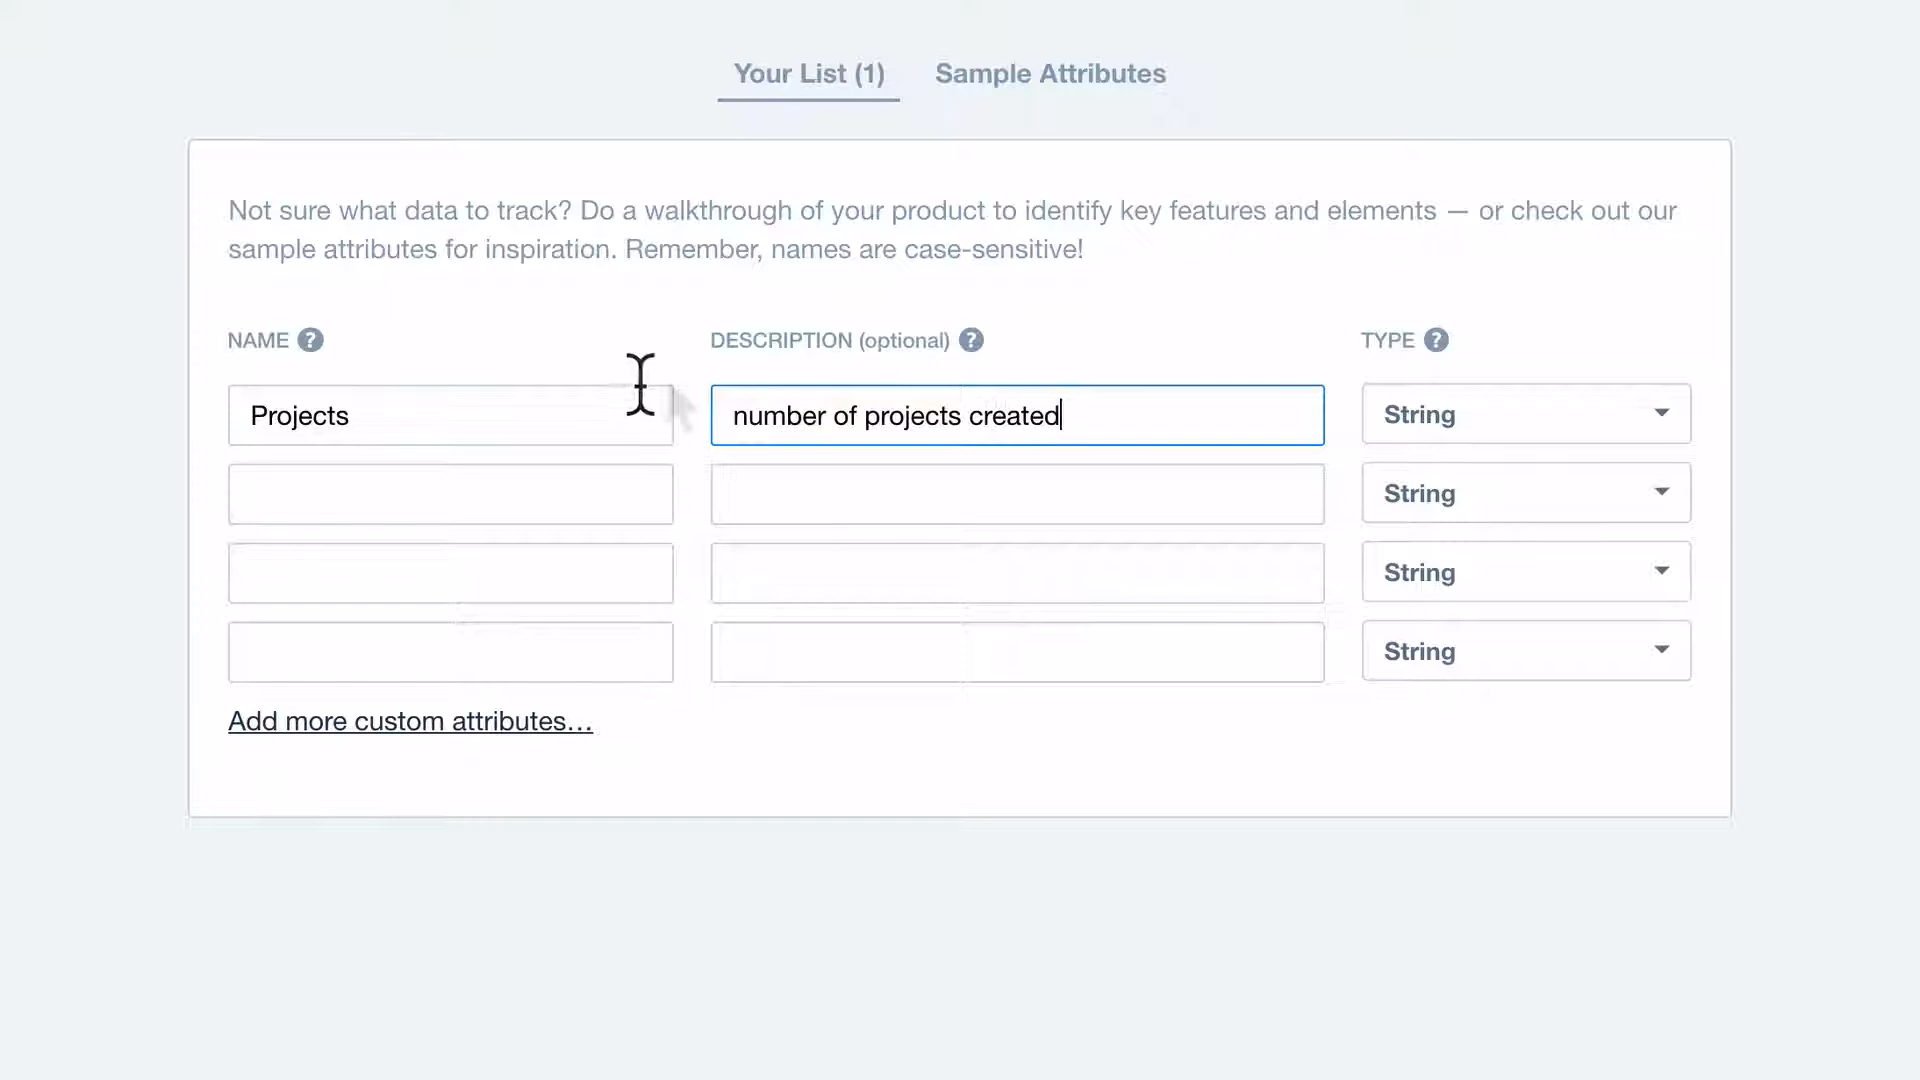 Your List (1) Sample Attributes
Not sure what data to track? Do a walkthrough of your product to identify key features and elements — or check out our
sample attributes for inspiration. Remember, names are case-sensitive!
NAME ? DESCRIPTION (optional) ? TYPE ?
Projects number of projects created String
String
String
String
Add more custom attributes…